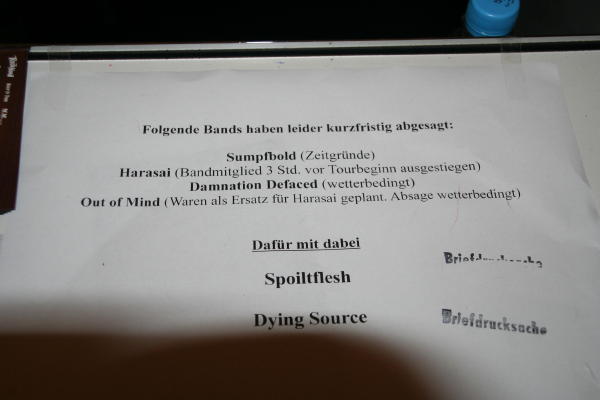 Folgende Bands haben leider kurzfristig abgesagt:
Sumpfbold (Zeitgründe)
Harasai (Bandmitglied 3 Std. vor Tourbeginn ausgestiegen)
Damnation Defaced (wetterbedingt)
Out of Mind (Waren als Ersatz für Harasai geplant. Absage wetterbedingt)
Dafür mit dabei
Spoiltflesh
Dying Source
Briefdrucksache